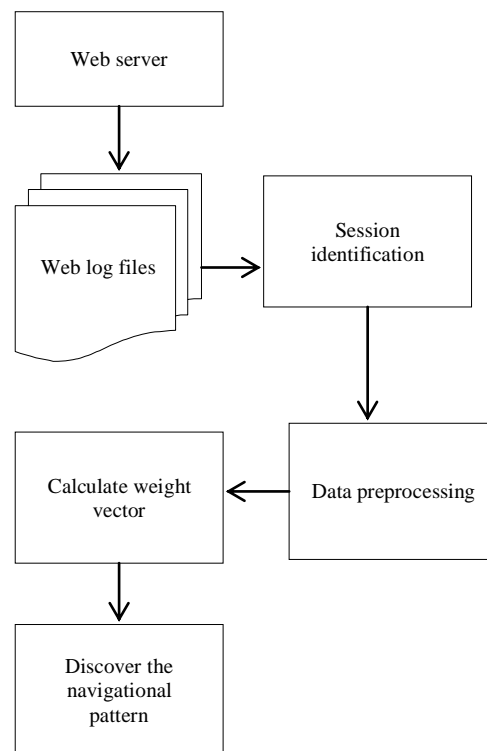 Web server
Web log files
Session
identification
Data preprocessing
Calculate weight
vector
Discover the
navigational
pattern